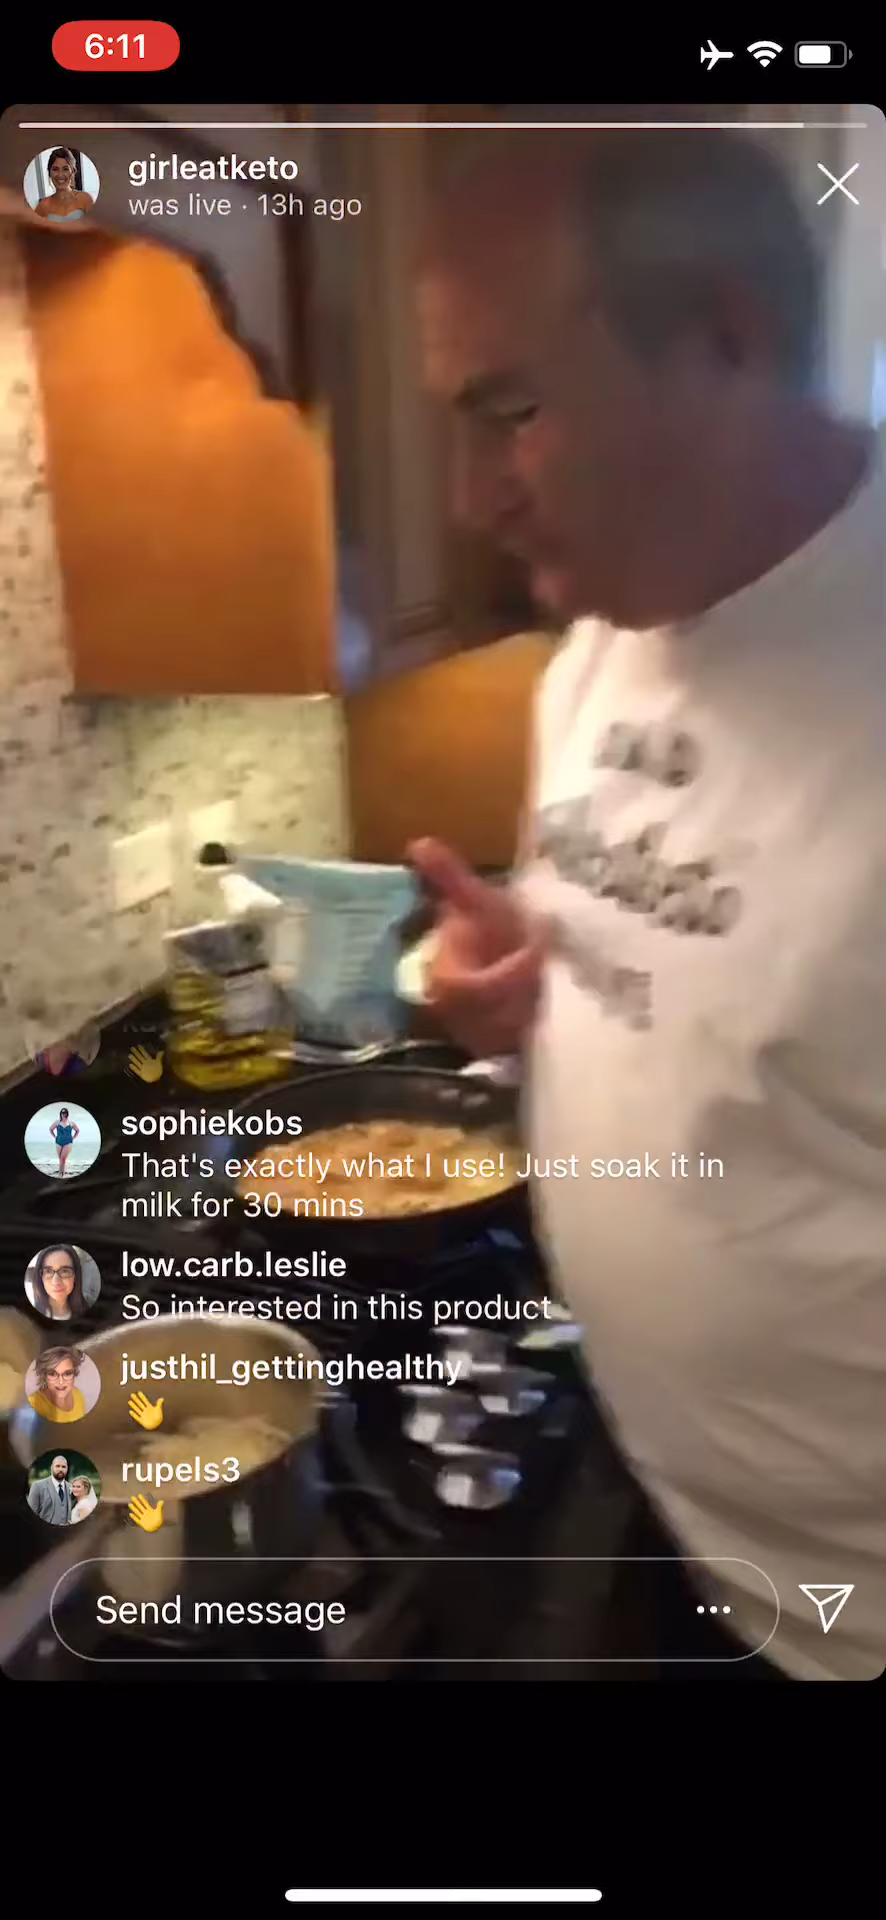 6:11
girleatketo
was live · 13h ago
👋
sophiekobs
That's exactly what I use! Just soak it in
milk for 30 mins
low.carb.leslie
So interested in this product
justhil_gettinghealthy
👋
rupels3
👋
Send message